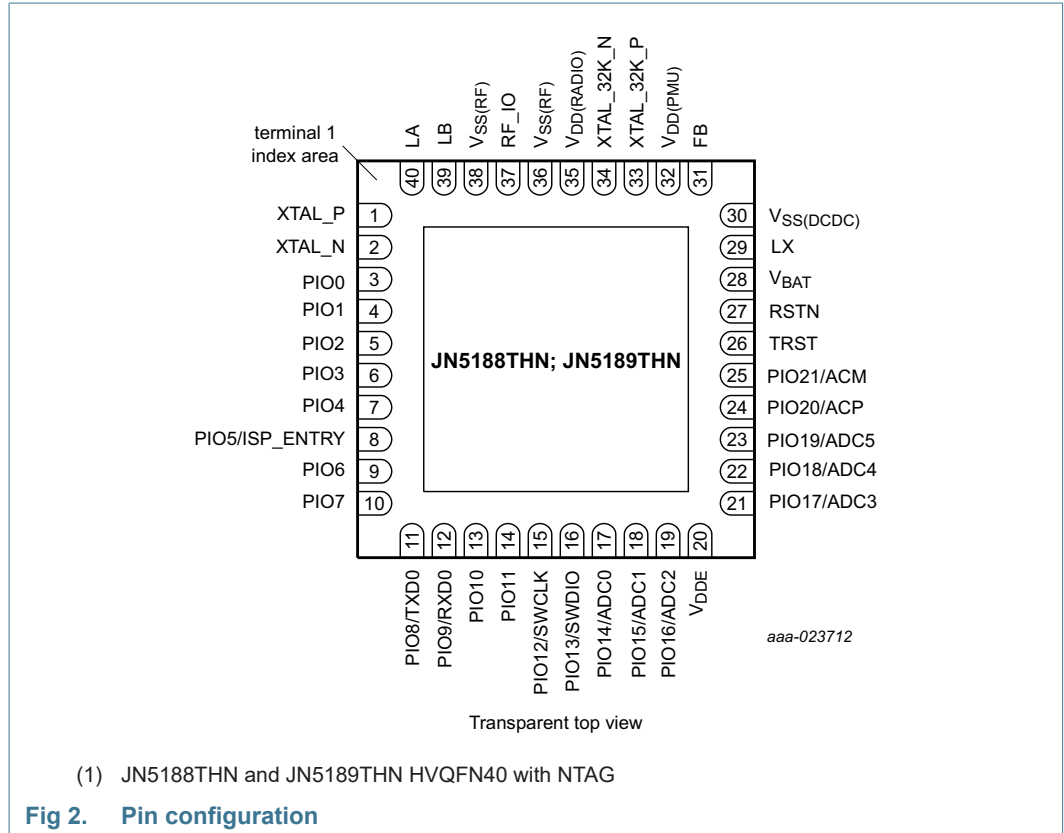 terminal 1
index area
LA
LB
VSS(RF)
RF_IO
VSS(RF)
VDD(RADIO)
XTAL_32K_N
XTAL_32K_P
VDD(PMU)
FB
40
39
38
37
36
35
34
33
32
31
XTAL_P 1
XTAL_N 2
PIO0 3
PIO1 4
PIO2 5
PIO3 6
PIO4 7
PIO5/ISP_ENTRY 8
PIO6 9
PIO7 10
JN5188THN; JN5189THN
30 VSS(DCDC)
29 LX
28 VBAT
27 RSTN
26 TRST
25 PIO21/ACM
24 PIO20/ACP
23 PIO19/ADC5
22 PIO18/ADC4
21 PIO17/ADC3
11
12
13
14
15
16
17
18
19
20
PIO8/TXD0
PIO9/RXD0
PIO10
PIO11
PIO12/SWCLK
PIO13/SWDIO
PIO14/ADC0
PIO15/ADC1
PIO16/ADC2
VDDE
aaa-023712
Transparent top view
(1) JN5188THN and JN5189THN HVQFN40 with NTAG
Fig 2. Pin configuration